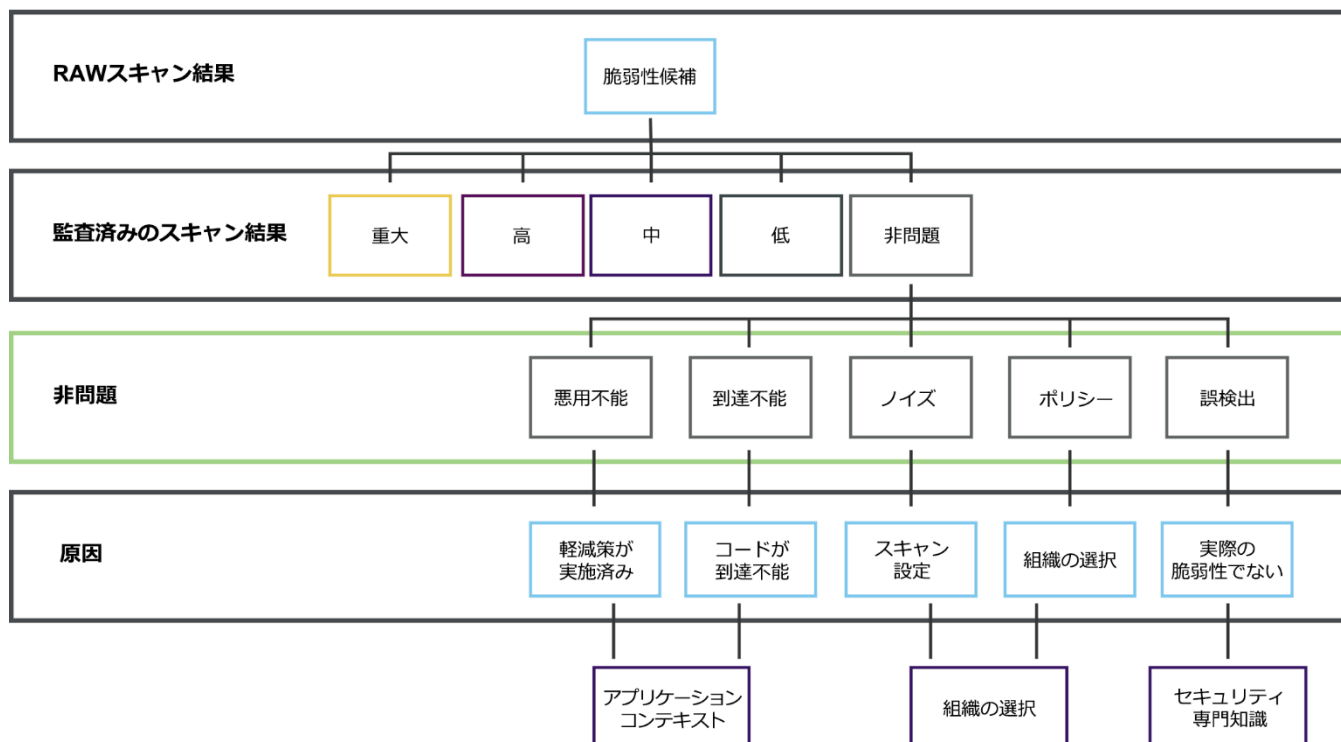 RAWスキャン結果
脆弱性候補
監査済みのスキャン結果
重大
高
中
低
非問題
非問題
悪用不能
到達不能
ノイズ
ポリシー
誤検出
原因
軽減策が
実施済み
コードが
到達不能
スキャン
設定
組織の選択
実際の
脆弱性でない
アプリケーション
コンテキスト
組織の選択
セキュリティ
専門知識